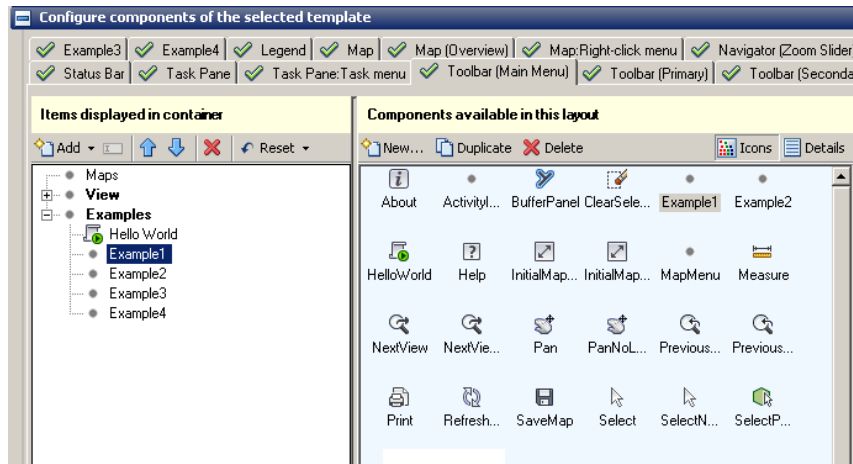 Configure components of the selected template
Example3 Example4 Legend Map Map (Overview) Map:Right-click menu Navigator (Zoom Slider
Status Bar Task Pane Task Pane:Task menu Toolbar (Main Menu) Toolbar (Primary) Toolbar (Seconda
Items displayed in container
Components available in this layout
Add Reset
New... Duplicate Delete Icons Details
Maps
View
Examples
Hello World
Example1
Example2
Example3
Example4
About ActivityI... BufferPanel ClearSele... Example1 Example2
HelloWorld Help InitialMap... InitialMap... MapMenu Measure
NextView NextVie... Pan PanNoL... Previous... Previous...
Print Refresh... SaveMap Select SelectN... SelectP...